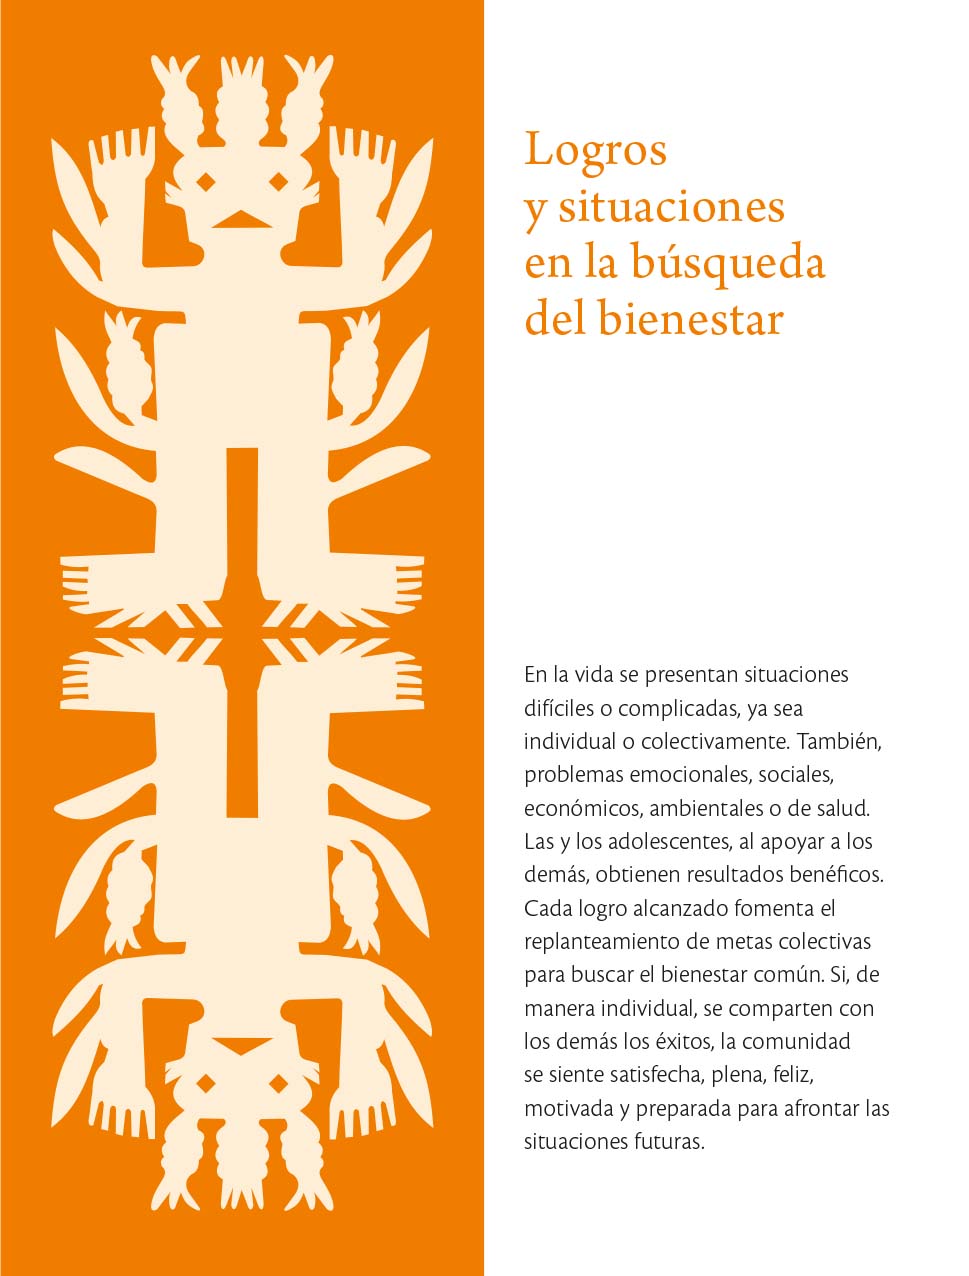 Logros
y situaciones
en la búsqueda
del bienestar
En la vida se presentan situaciones
difíciles o complicadas, ya sea
individual o colectivamente. También,
problemas emocionales, sociales,
económicos, ambientales o de salud.
Las y los adolescentes, al apoyar a los
demás, obtienen resultados benéficos.
Cada logro alcanzado fomenta el
replanteamiento de metas colectivas
para buscar el bienestar común. Si, de
manera individual, se comparten con
los demás los éxitos, la comunidad
se siente satisfecha, plena, feliz,
motivada y preparada para afrontar las
situaciones futuras.